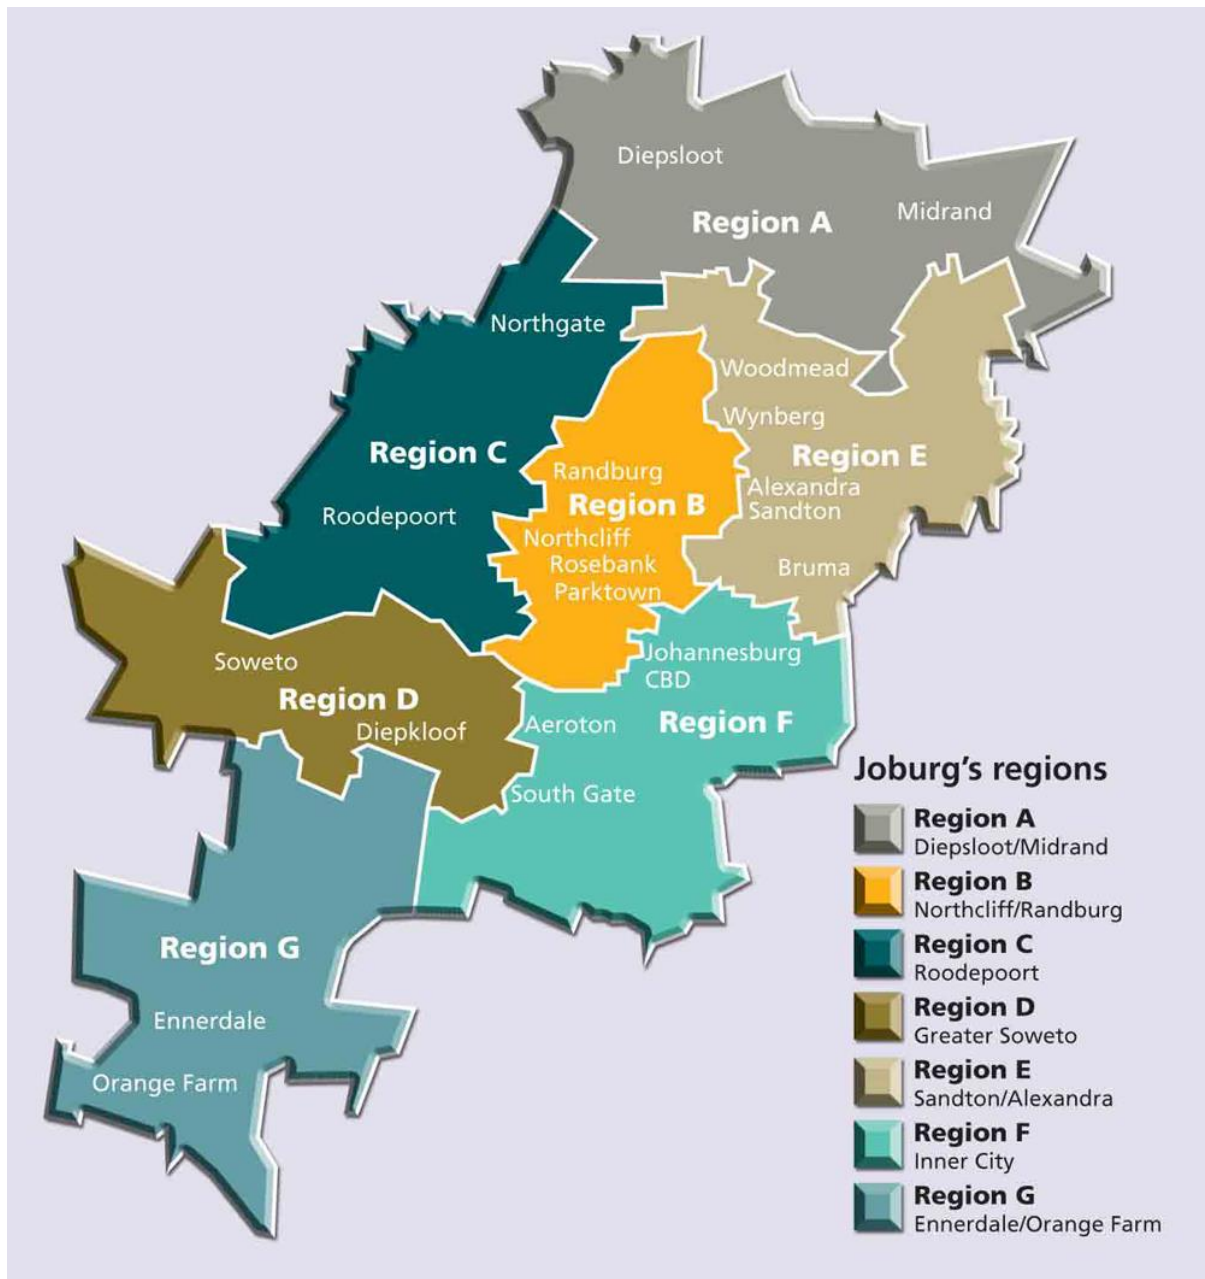 Diepsloot
Midrand
Region A
Northgate
Woodmead
Wynberg
Region C
Region E
Randburg
Alexandra
Region B
Sandton
Roodepoort
Northcliff
Rosebank
Bruma
Parktown
Johannesburg
CBD
Soweto
Region D
Diepkloof
Aeroton
Region F
South Gate
Region G
Ennerdale
Orange Farm
Joburg's regions
Region A
Diepsloot/Midrand
Region B
Northcliff/Randburg
Region C
Roodepoort
Region D
Greater Soweto
Region E
Sandton/Alexandra
Region F
Inner City
Region G
Ennerdale/Orange Farm